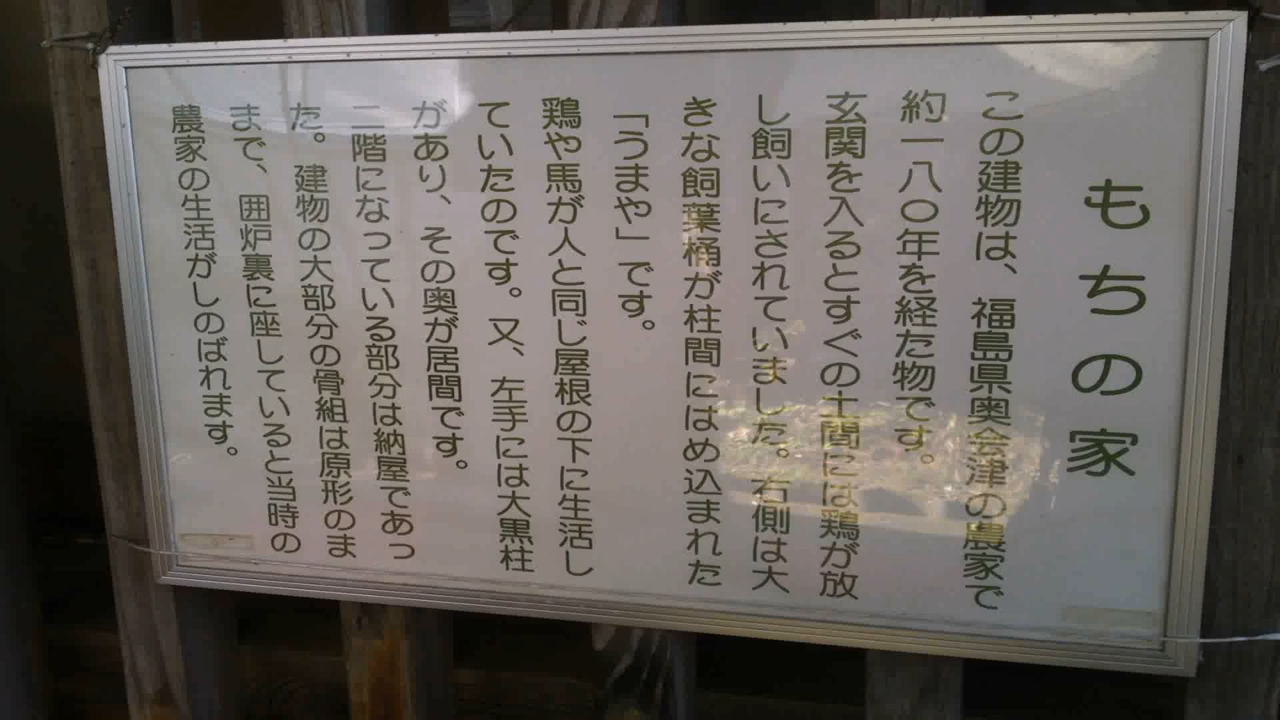 もちの家
この建物は、福島県奥会津の農家で
約一八〇年を経た物です。
玄関を入るとすぐの土間には鶏が放
し飼いにされていました。右側は大
きな飼葉桶が柱間にはめ込まれた
「うまや」です。
鶏や馬が人と同じ屋根の下に生活し
ていたのです。又、左手には大黒柱
があり、その奥が居間です。
二階になっている部分は納屋であっ
た。建物の大部分の骨組は原形のま
まで、囲炉裏に座していると当時の
農家の生活がしのばれます。